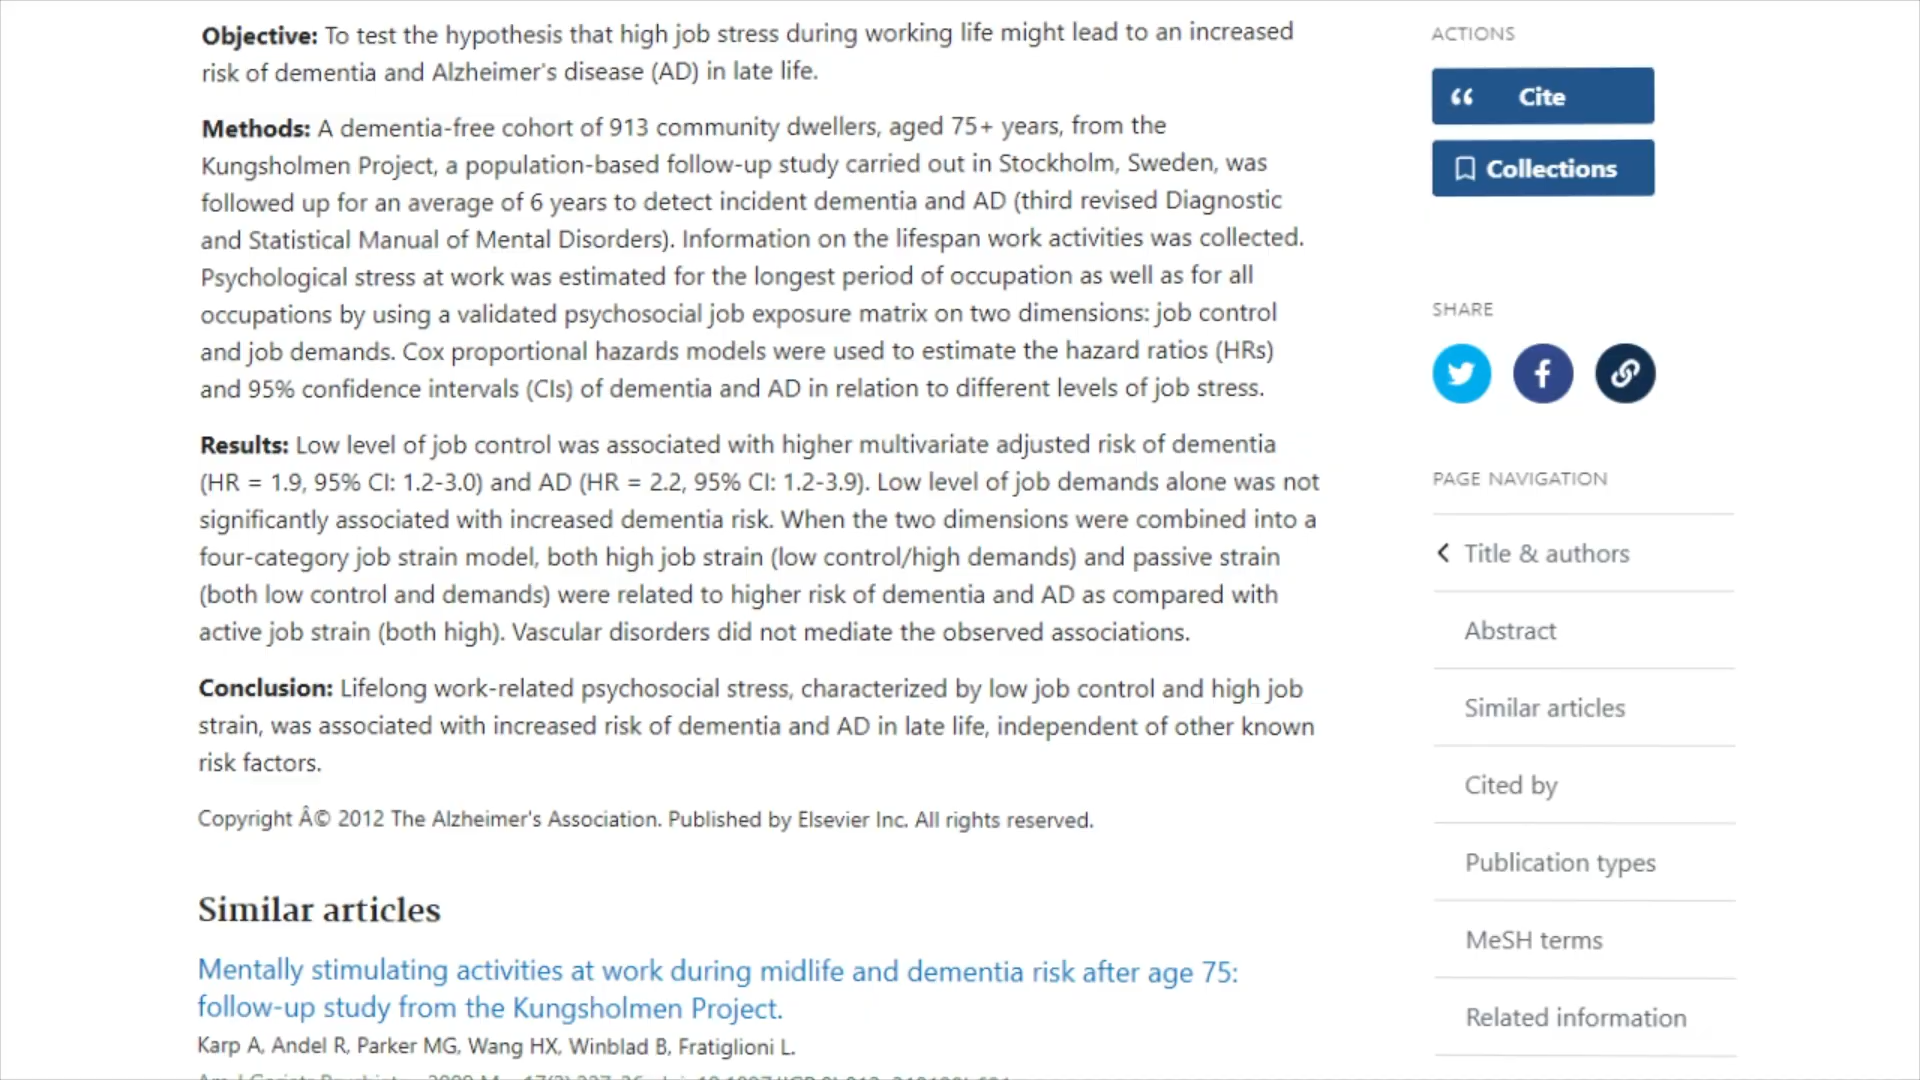 Objective: To test the hypothesis that high job stress during working life might lead to an increased
risk of dementia and Alzheimer's disease (AD) in late life.
Methods: A dementia-free cohort of 913 community dwellers, aged 75+ years, from the
Kungsholmen Project, a population-based follow-up study carried out in Stockholm, Sweden, was
followed up for an average of 6 years to detect incident dementia and AD (third revised Diagnostic
and Statistical Manual of Mental Disorders). Information on the lifespan work activities was collected.
Psychological stress at work was estimated for the longest period of occupation as well as for all
occupations by using a validated psychosocial job exposure matrix on two dimensions: job control
and job demands. Cox proportional hazards models were used to estimate the hazard ratios (HRs)
and 95% confidence intervals (CIs) of dementia and AD in relation to different levels of job stress.
Results: Low level of job control was associated with higher multivariate adjusted risk of dementia
(HR = 1.9, 95% CI: 1.2-3.0) and AD (HR = 2.2, 95% CI: 1.2-3.9). Low level of job demands alone was not
significantly associated with increased dementia risk. When the two dimensions were combined into a
four-category job strain model, both high job strain (low control/high demands) and passive strain
(both low control and demands) were related to higher risk of dementia and AD as compared with
active job strain (both high). Vascular disorders did not mediate the observed associations.
Conclusion: Lifelong work-related psychosocial stress, characterized by low job control and high job
strain, was associated with increased risk of dementia and AD in late life, independent of other known
risk factors.
Copyright Â© 2012 The Alzheimer's Association. Published by Elsevier Inc. All rights reserved.
Similar articles
Mentally stimulating activities at work during midlife and dementia risk after age 75:
follow-up study from the Kungsholmen Project.
Karp A, Andel R, Parker MG, Wang HX, Winblad B, Fratiglioni L.
ACTIONS
Cite
Collections
SHARE
PAGE NAVIGATION
Title & authors
Abstract
Similar articles
Cited by
Publication types
MeSH terms
Related information